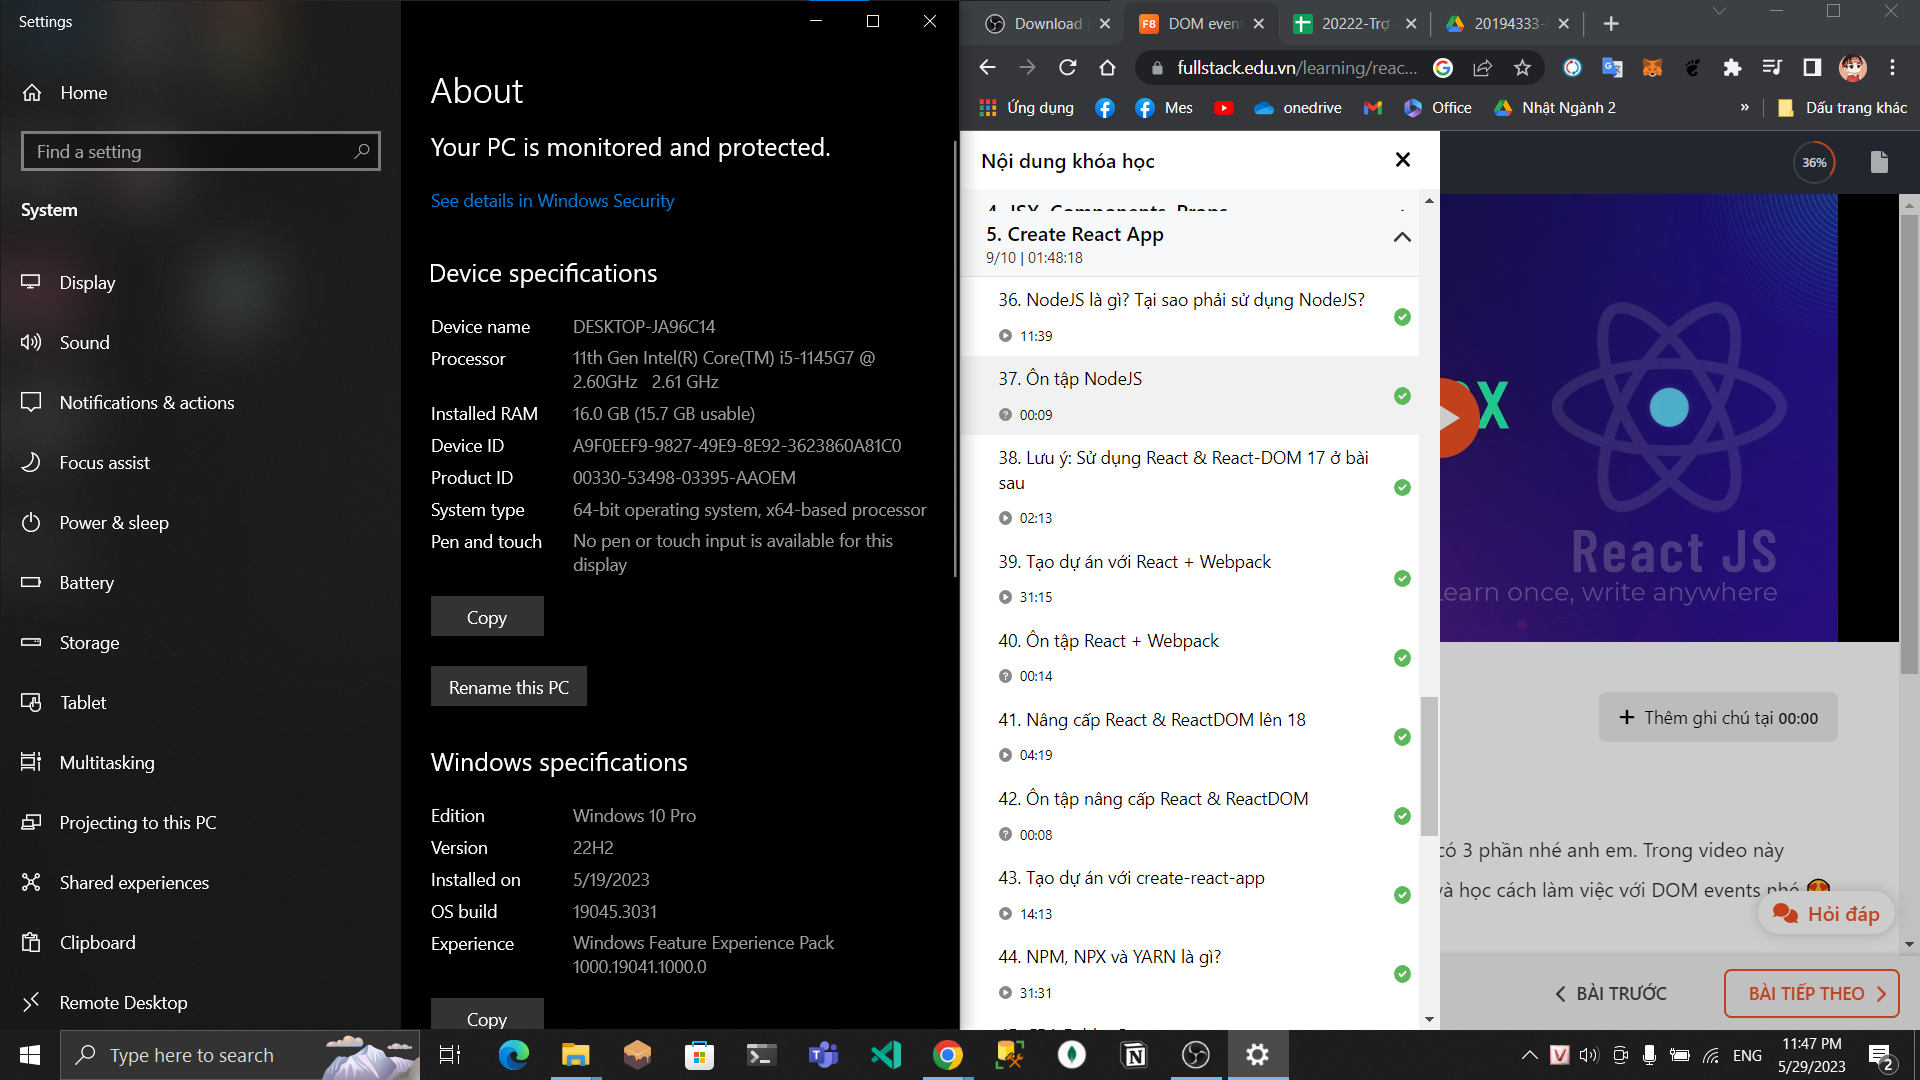 Settings
Home
Find a setting
System
Display
Sound
Notifications & actions
Focus assist
Power & sleep
Battery
Storage
Tablet
Multitasking
Projecting to this PC
Shared experiences
Clipboard
Remote Desktop
About
Your PC is monitored and protected.
See details in Windows Security
Device specifications
Device name DESKTOP-JA96C14
Processor 11th Gen Intel(R) Core(TM) i5-1145G7 @
2.60GHz 2.61 GHz
Installed RAM 16.0 GB (15.7 GB usable)
Device ID A9F0EEF9-9827-49E9-8E92-3623860A81C0
Product ID 00330-53498-03395-AAOEM
System type 64-bit operating system, x64-based processor
Pen and touch No pen or touch input is available for this
display
Copy
Rename this PC
Windows specifications
Edition Windows 10 Pro
Version 22H2
Installed on 5/19/2023
OS build 19045.3031
Experience Windows Feature Experience Pack
1000.19041.1000.0
Copy
Download F8 DOM even 20222-Trợ 20194333-
fullstack.edu.vn/learning/reac...
Ứng dụng Mes onedrive Office Nhật Ngành 2 » Dấu trang khác
Nội dung khóa học
36%
4. JSX, Components, Props
5. Create React App
9/10 | 01:48:18
36. NodeJS là gì? Tại sao phải sử dụng NodeJS?
11:39
37. Ôn tập NodeJS
00:09
38. Lưu ý: Sử dụng React & React-DOM 17 ở bài
sau
02:13
39. Tạo dự án với React + Webpack
31:15
40. Ôn tập React + Webpack
00:14
41. Nâng cấp React & ReactDOM lên 18
04:19
42. Ôn tập nâng cấp React & ReactDOM
00:08
43. Tạo dự án với create-react-app
14:13
44. NPM, NPX và YARN là gì?
31:31
X
React JS
Learn once, write anywhere
+ Thêm ghi chú tại 00:00
có 3 phần nhé anh em. Trong video này
và học cách làm việc với DOM events nhé 😍
Hỏi đáp
BÀI TRƯỚC
BÀI TIẾP THEO
Type here to search
ENG
11:47 PM
5/29/2023
2